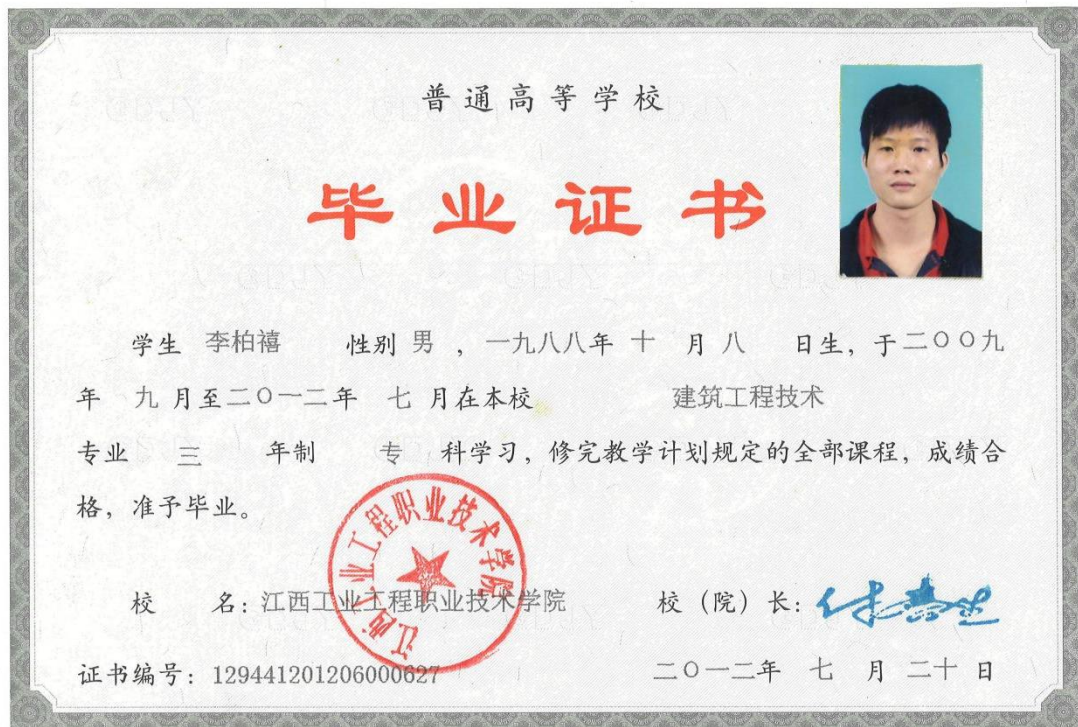 普通高等学校
毕业证书
学生 李柏禧 性别 男 ，一九八八年 十 月 八 日生，于二〇〇九
年 九 月至二〇一二年 七 月在本校 建筑工程技术
专业 三 年制 专 科学习，修完教学计划规定的全部课程，成绩合
格，准予毕业。
江西工业工程职业技术学院
校 名：江西工业工程职业技术学院 校（院）长：
证书编号：129441201206000627 二〇一二年 七 月 二十 日